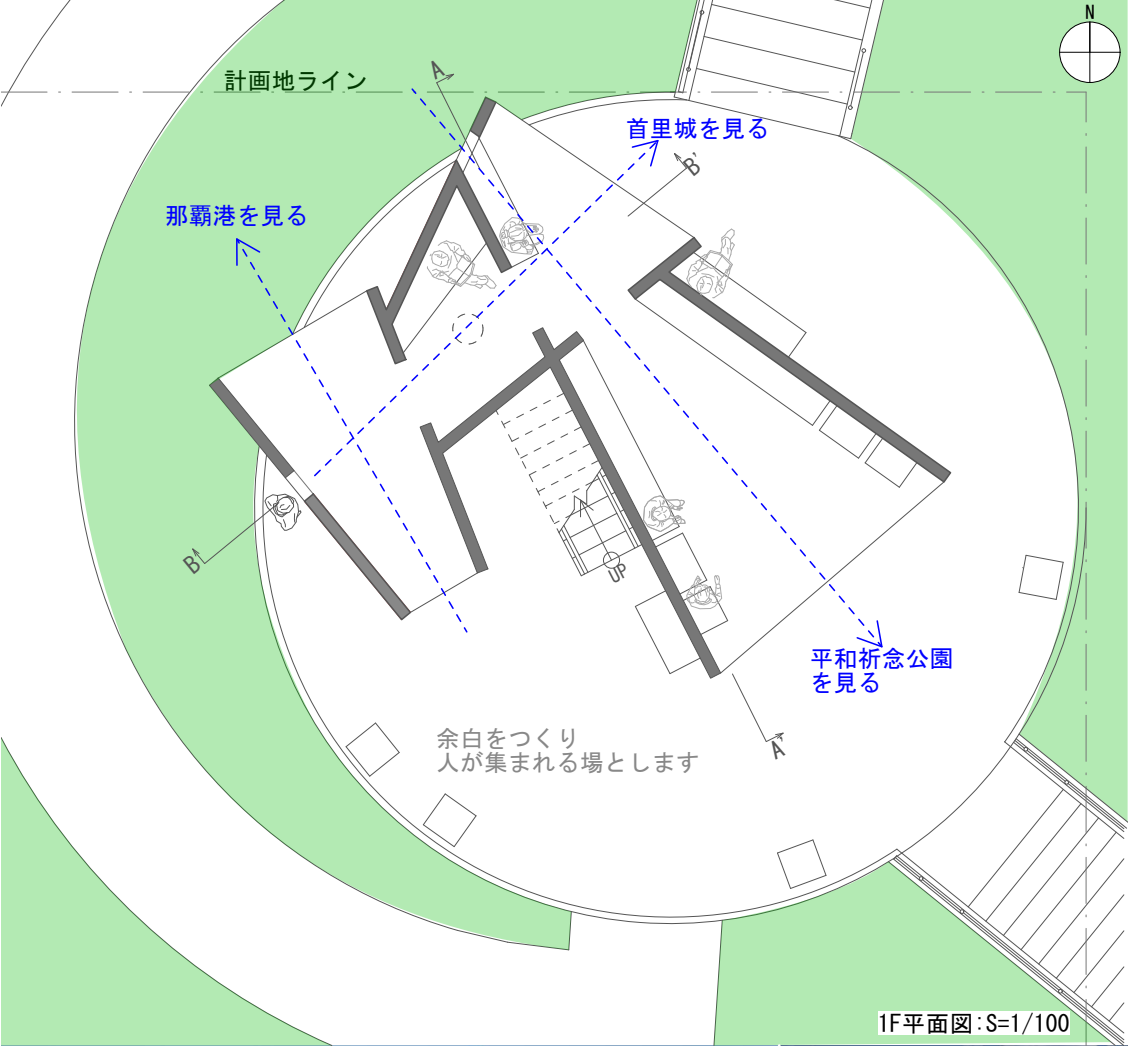 N
計画地ライン
A
首里城を見る
B'
那覇港を見る
B
UP
平和祈念公園
を見る
A'
余白をつくり
人が集まれる場とします
1F平面図:S=1/100